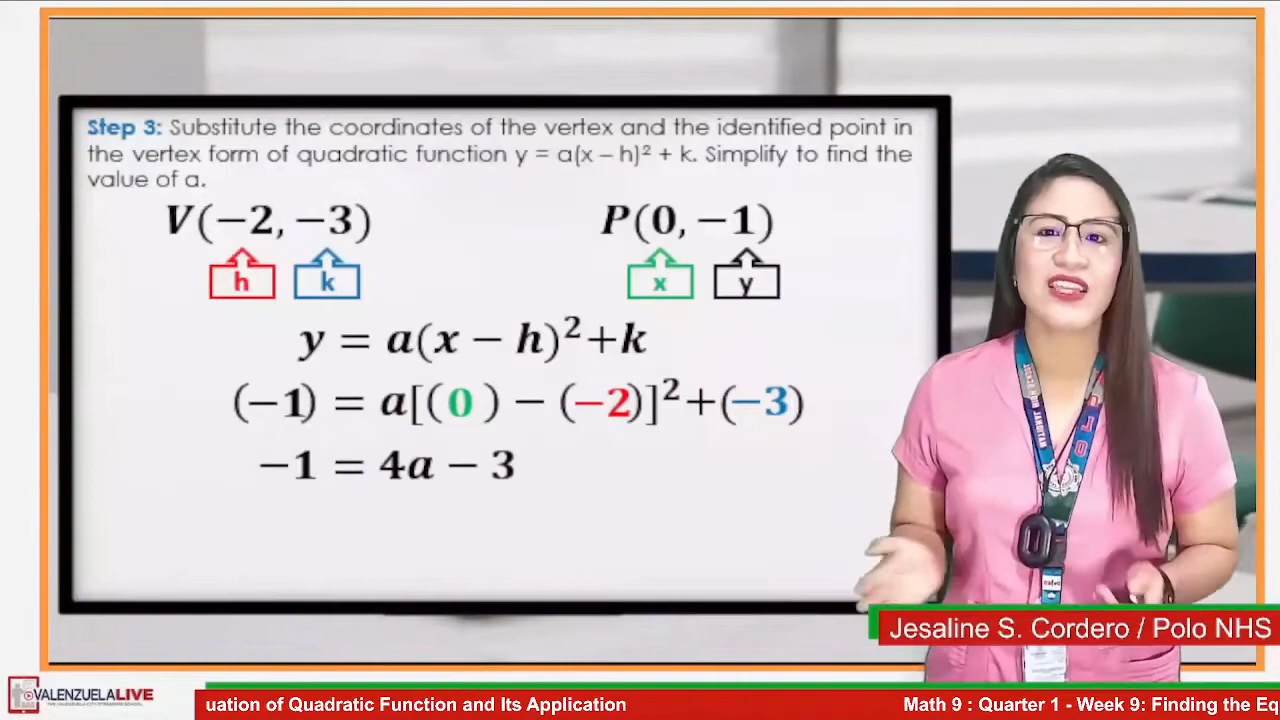 Step 3: Substitute the coordinates of the vertex and the identified point in
the vertex form of quadratic function y = a(x – h)² + k. Simplify to find the
value of a.
V(−2, −3) P(0, −1)
h k x y
y = a(x − h)²+k
(−1) = a[(0 ) − (−2)]²+(−3)
−1 = 4a − 3
Jesaline S. Cordero / Polo NHS
VALENZUELALIVE
uation of Quadratic Function and Its Application Math 9 : Quarter 1 - Week 9: Finding the Eq